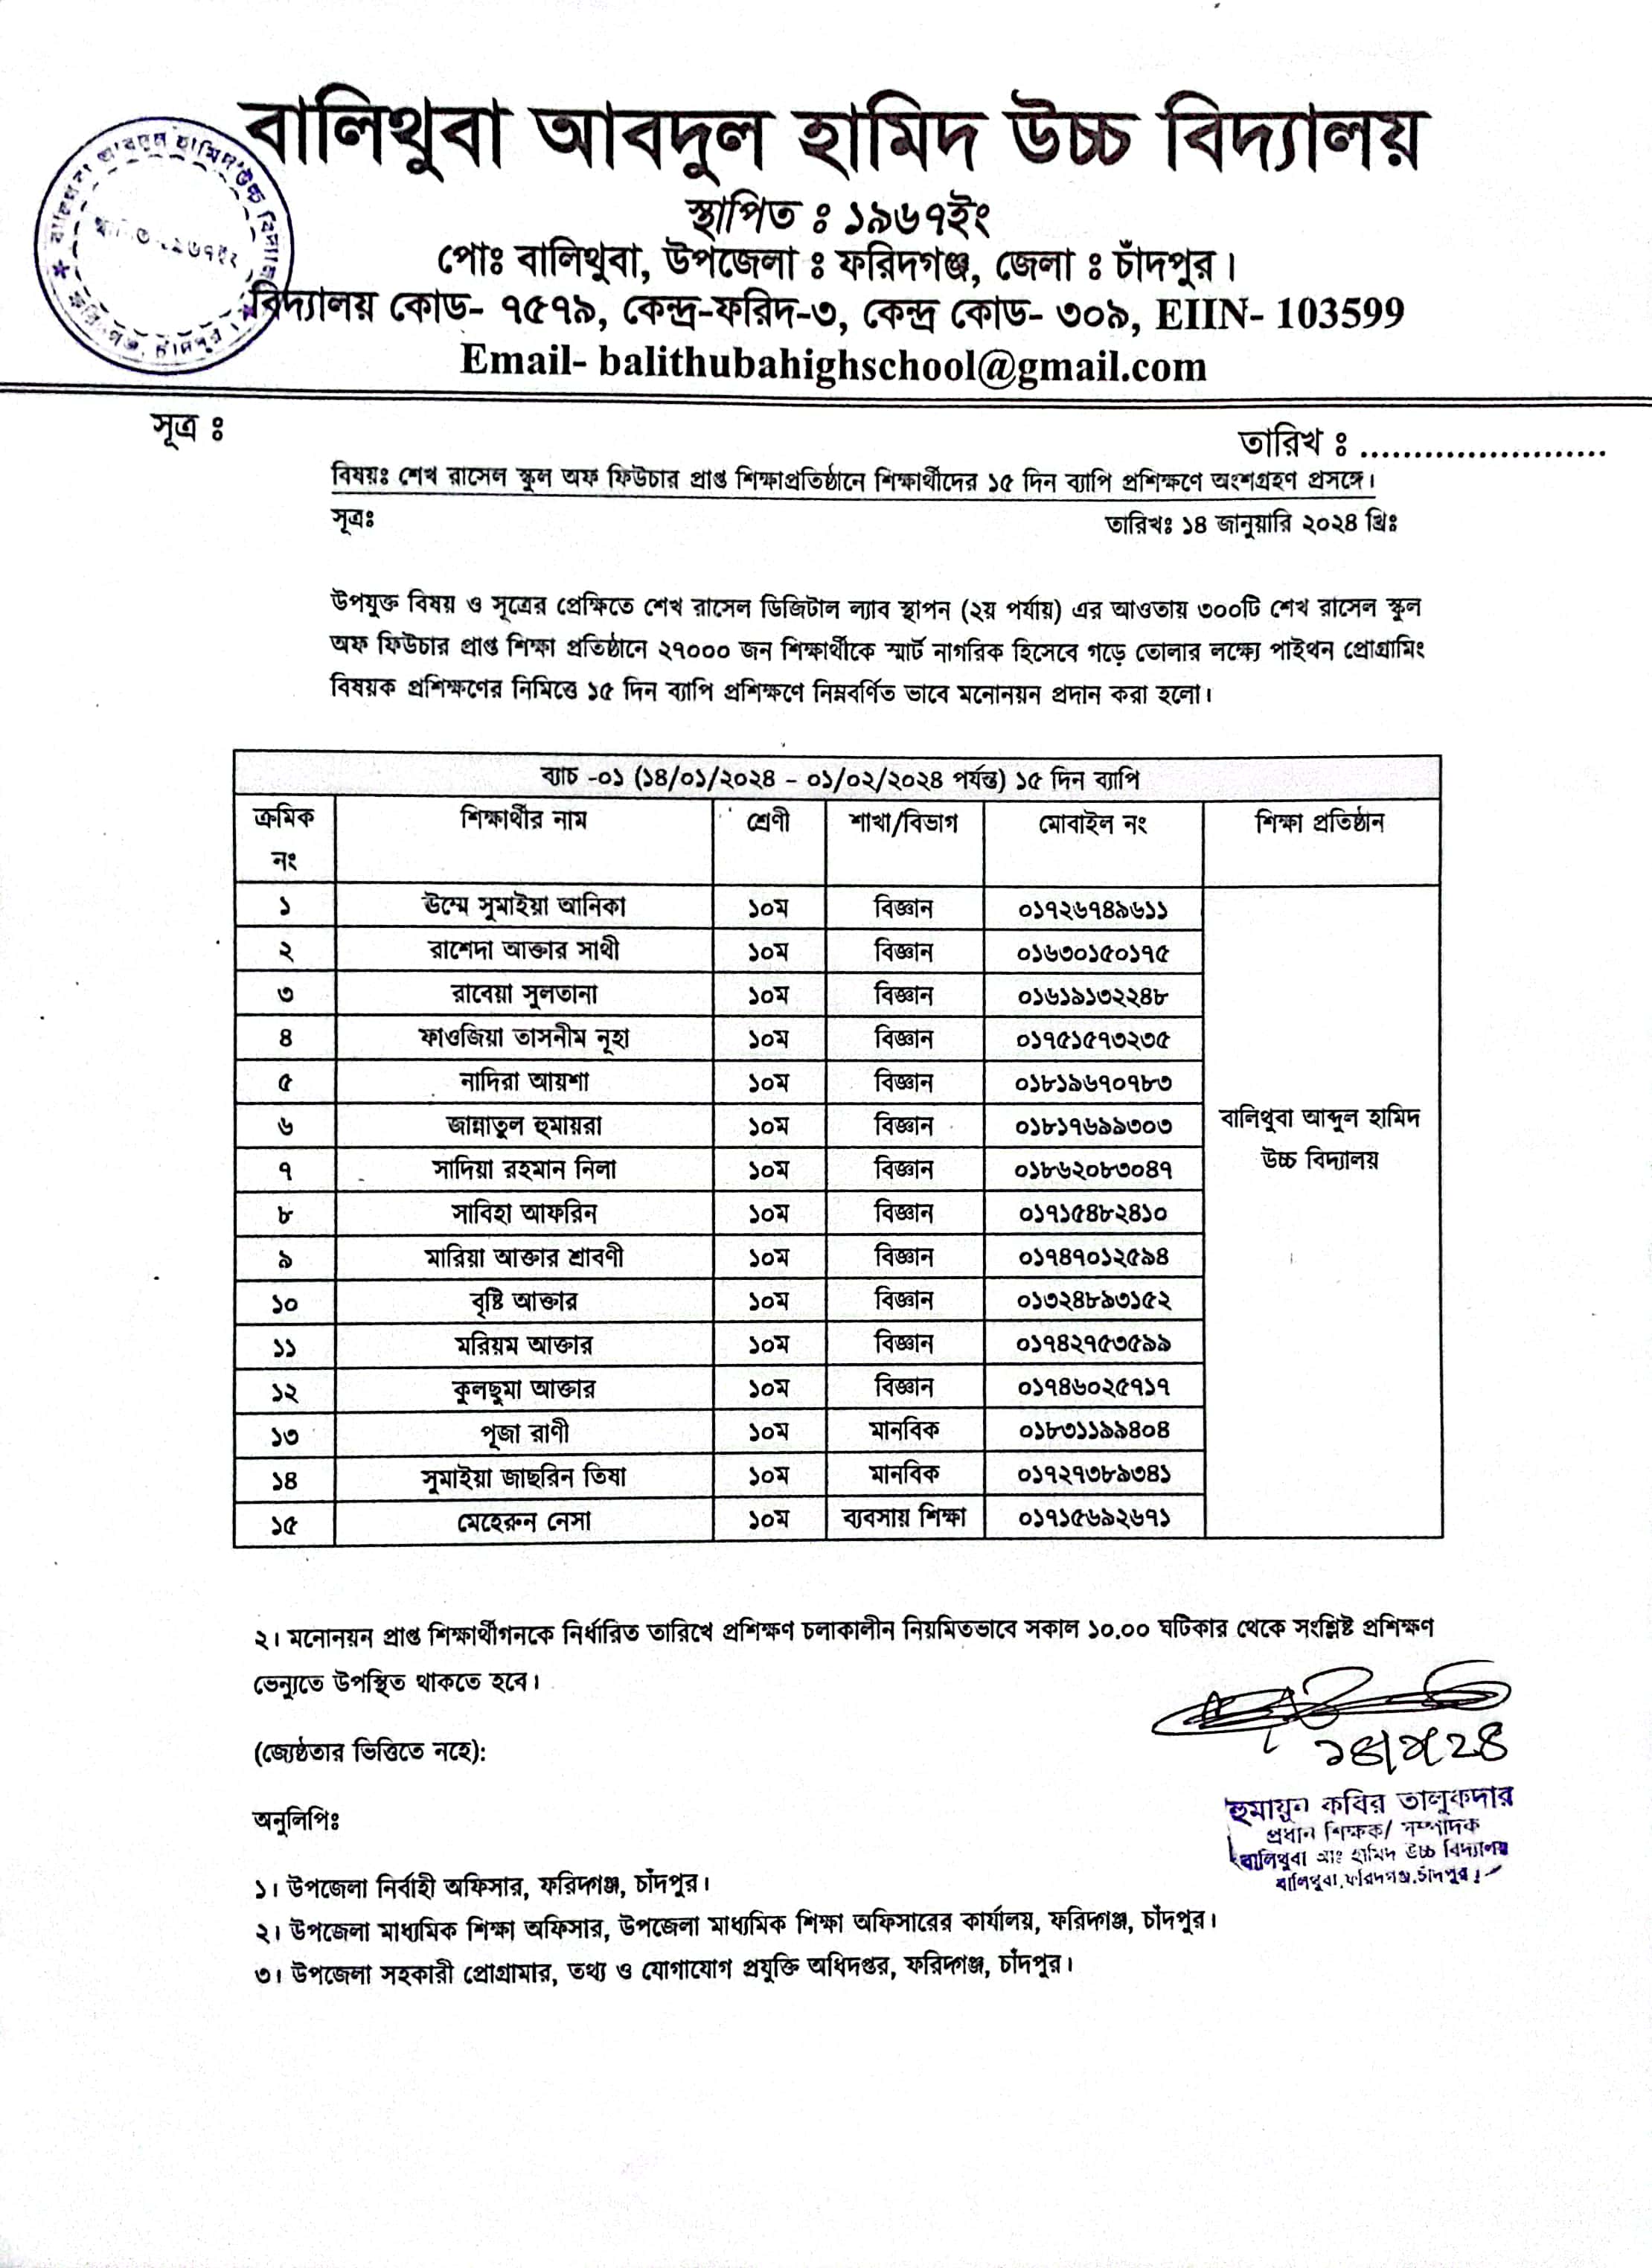 বালিথুবা আবদুল হামিদ উচ্চ বিদ্যালয়
স্থাপিত ঃ ১৯৬৭ইং
পোঃ বালিথুবা, উপজেলা ঃ ফরিদগঞ্জ, জেলা ঃ চাঁদপুর।
বিদ্যালয় কোড- ৭৫৭৯, কেন্দ্র-ফরিদ-৩, কেন্দ্র কোড- ৩০৯, EIIN- 103599
Email- balithubahighschool@gmail.com
সূত্র ঃ
তারিখ ঃ .......................
বিষয়ঃ শেখ রাসেল স্কুল অফ ফিউচার প্রাপ্ত শিক্ষাপ্রতিষ্ঠানে শিক্ষার্থীদের ১৫ দিন ব্যাপি প্রশিক্ষণে অংশগ্রহণ প্রসঙ্গে।
সূত্রঃ তারিখঃ ১৪ জানুয়ারি ২০২৪ খ্রিঃ
উপযুক্ত বিষয় ও সূত্রের প্রেক্ষিতে শেখ রাসেল ডিজিটাল ল্যাব স্থাপন (২য় পর্যায়) এর আওতায় ৩০০টি শেখ রাসেল স্কুল
অফ ফিউচার প্রাপ্ত শিক্ষা প্রতিষ্ঠানে ২৭০০০ জন শিক্ষার্থীকে স্মার্ট নাগরিক হিসেবে গড়ে তোলার লক্ষ্যে পাইথন প্রোগ্রামিং
বিষয়ক প্রশিক্ষণের নিমিত্তে ১৫ দিন ব্যাপি প্রশিক্ষণে নিম্নবর্ণিত ভাবে মনোনয়ন প্রদান করা হলো।
ব্যাচ -০১ (১৪/০১/২০২৪ - ০১/০২/২০২৪ পর্যন্ত) ১৫ দিন ব্যাপি
ক্রমিক নং শিক্ষার্থীর নাম শ্রেণী শাখা/বিভাগ মোবাইল নং শিক্ষা প্রতিষ্ঠান
১ উম্মে সুমাইয়া আনিকা ১০ম বিজ্ঞান ০১৭২৬৭৪৯৬১১
২ রাশেদা আক্তার সাথী ১০ম বিজ্ঞান ০১৬৩০১৫০১৭৫
৩ রাবেয়া সুলতানা ১০ম বিজ্ঞান ০১৬১৯১৩২২৪৮
৪ ফাওজিয়া তাসনীম নূহা ১০ম বিজ্ঞান ০১৭৫১৫৭৩২৩৫
৫ নাদিরা আয়শা ১০ম বিজ্ঞান ০১৮১৯৬৭০৭৮৩
৬ জান্নাতুল হুমায়রা ১০ম বিজ্ঞান ০১৮১৭৬৯৯৩০৩
৭ সাদিয়া রহমান নিলা ১০ম বিজ্ঞান ০১৮৬২০৮৩০৪৭
৮ সাবিহা আফরিন ১০ম বিজ্ঞান ০১৭১৫৪৮২৪১০
৯ মারিয়া আক্তার শ্রাবণী ১০ম বিজ্ঞান ০১৭৪৭০১২৫৯৪
১০ বৃষ্টি আক্তার ১০ম বিজ্ঞান ০১৩২৪৮৯৩১৫২
১১ মরিয়ম আক্তার ১০ম বিজ্ঞান ০১৭৪২৭৫৩৫৯৯
১২ কুলছুমা আক্তার ১০ম বিজ্ঞান ০১৭৪৬০২৫৭১৭
১৩ পূজা রাণী ১০ম মানবিক ০১৮৩১১৯৯৪০৪
১৪ সুমাইয়া জাছরিন তিষা ১০ম মানবিক ০১৭২৭৩৮৯৩৪১
১৫ মেহেরুন নেসা ১০ম ব্যবসায় শিক্ষা ০১৭১৫৬৯২৬৭১
বালিথুবা আব্দুল হামিদ
উচ্চ বিদ্যালয়
২। মনোনয়ন প্রাপ্ত শিক্ষার্থীগনকে নির্ধারিত তারিখে প্রশিক্ষণ চলাকালীন নিয়মিতভাবে সকাল ১০.০০ ঘটিকার থেকে সংশ্লিষ্ট প্রশিক্ষণ
ভেন্যুতে উপস্থিত থাকতে হবে।
(জ্যেষ্ঠতার ভিত্তিতে নহে):
অনুলিপিঃ
হুমায়ুন কবির তালুকদার
প্রধান শিক্ষক/ সম্পাদক
বালিথুবা আঃ হামিদ উচ্চ বিদ্যালয়
বালিথুবা,ফরিদগঞ্জ,চাঁদপুর।
১। উপজেলা নির্বাহী অফিসার, ফরিদ্গঞ্জ, চাঁদপুর।
২। উপজেলা মাধ্যমিক শিক্ষা অফিসার, উপজেলা মাধ্যমিক শিক্ষা অফিসারের কার্যালয়, ফরিদ্গঞ্জ, চাঁদপুর।
৩। উপজেলা সহকারী প্রোগ্রামার, তথ্য ও যোগাযোগ প্রযুক্তি অধিদপ্তর, ফরিদ্গঞ্জ, চাঁদপুর।